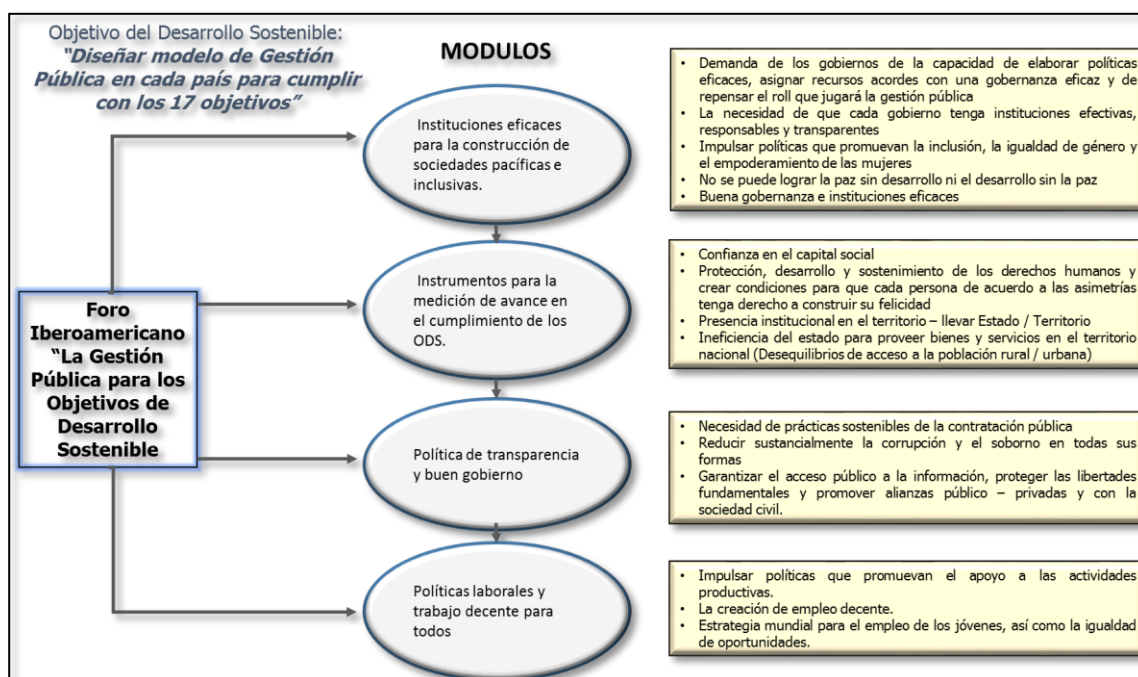 Objetivo del Desarrollo Sostenible:
"Diseñar modelo de Gestión
Pública en cada país para cumplir
con los 17 objetivos"
MODULOS
Foro
Iberoamericano
"La Gestión
Pública para los
Objetivos de
Desarrollo
Sostenible
Instituciones eficaces
para la construcción de
sociedades pacíficas e
inclusivas.
• Demanda de los gobiernos de la capacidad de elaborar políticas
eficaces, asignar recursos acordes con una gobernanza eficaz y de
repensar el roll que jugará la gestión pública
• La necesidad de que cada gobierno tenga instituciones efectivas,
responsables y transparentes
• Impulsar políticas que promuevan la inclusión, la igualdad de género y
el empoderamiento de las mujeres
• No se puede lograr la paz sin desarrollo ni el desarrollo sin la paz
• Buena gobernanza e instituciones eficaces
Instrumentos para la
medición de avance en
el cumplimiento de los
ODS.
• Confianza en el capital social
• Protección, desarrollo y sostenimiento de los derechos humanos y
crear condiciones para que cada persona de acuerdo a las asimetrías
tenga derecho a construir su felicidad
• Presencia institucional en el territorio – llevar Estado / Territorio
• Ineficiencia del estado para proveer bienes y servicios en el territorio
nacional (Desequilibrios de acceso a la población rural / urbana)
Política de transparencia
y buen gobierno
• Necesidad de prácticas sostenibles de la contratación pública
• Reducir sustancialmente la corrupción y el soborno en todas sus
formas
• Garantizar el acceso público a la información, proteger las libertades
fundamentales y promover alianzas público – privadas y con la
sociedad civil.
Políticas laborales y
trabajo decente para
todos
• Impulsar políticas que promuevan el apoyo a las actividades
productivas.
• La creación de empleo decente.
• Estrategia mundial para el empleo de los jóvenes, así como la igualdad
de oportunidades.